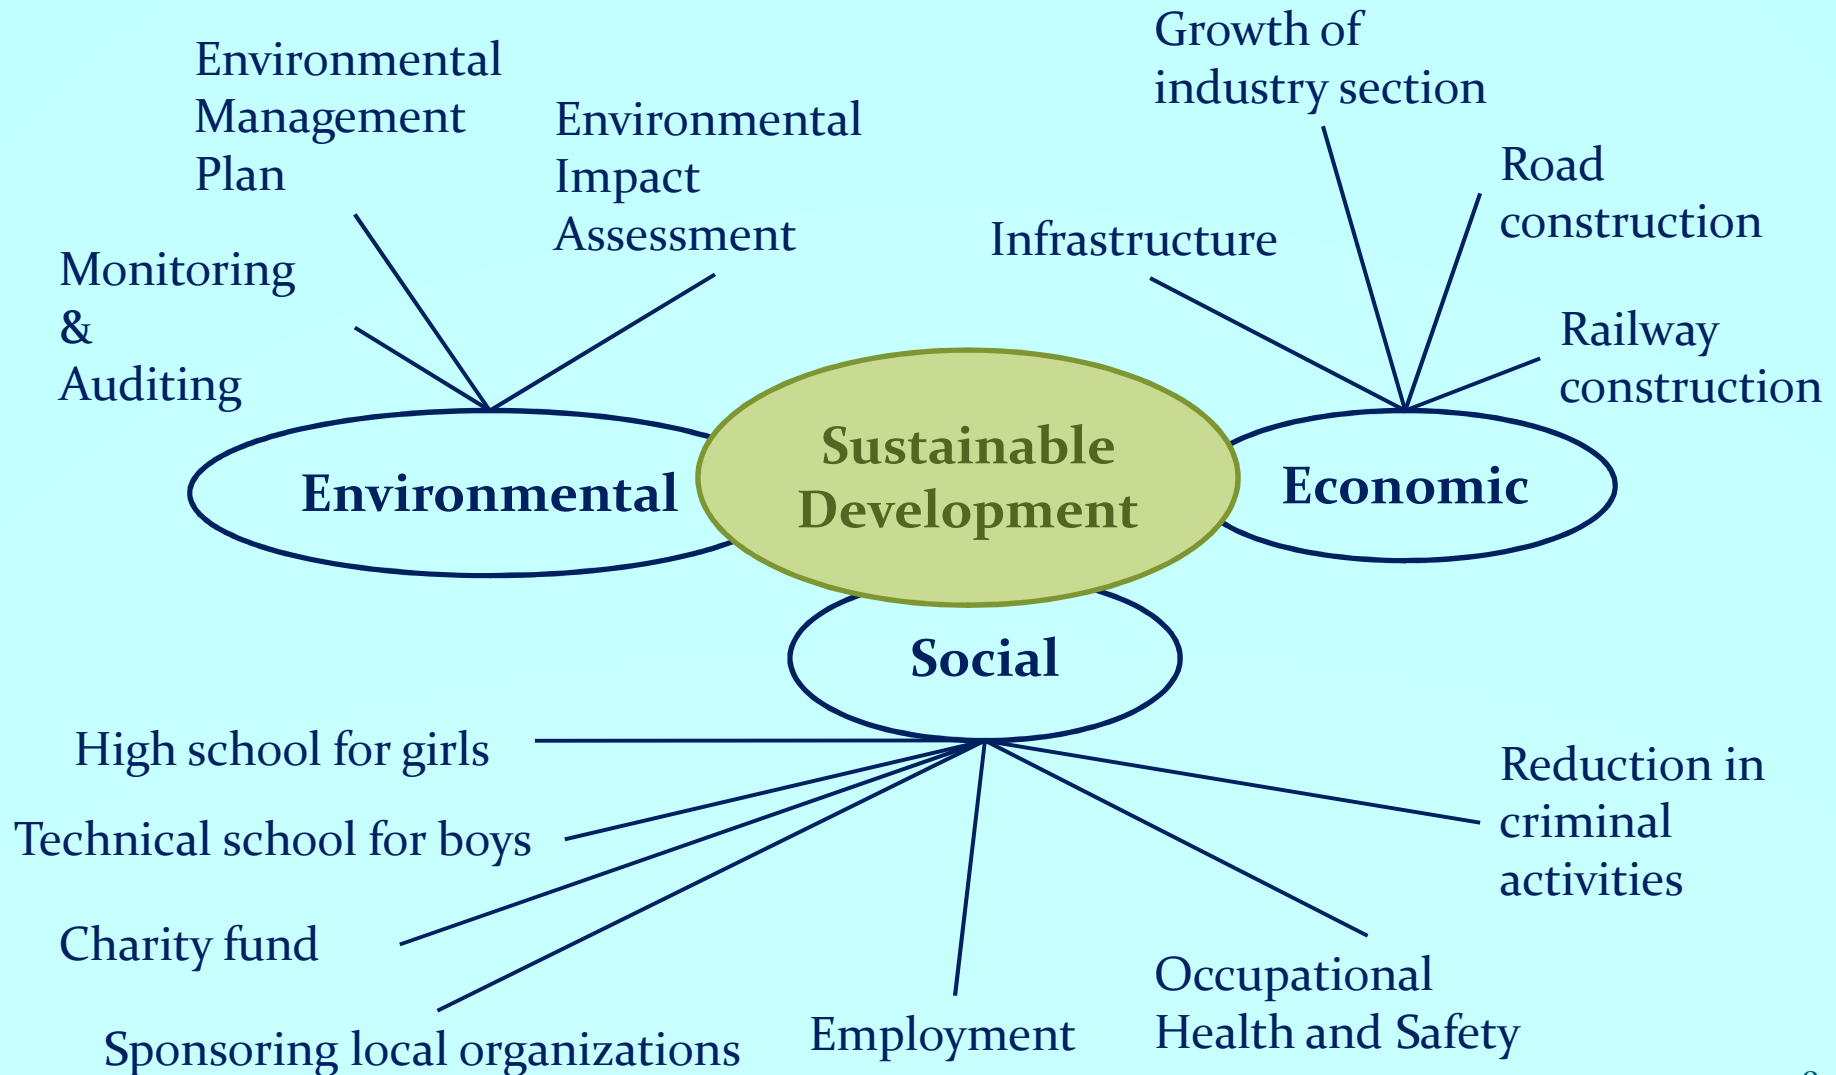 Environmental
Management
Plan
Environmental
Impact
Assessment
Monitoring
&
Auditing
Growth of
industry section
Infrastructure
Road
construction
Railway
construction
Environmental
Sustainable
Development
Economic
Social
High school for girls
Technical school for boys
Charity fund
Sponsoring local organizations
Employment
Occupational
Health and Safety
Reduction in
criminal
activities